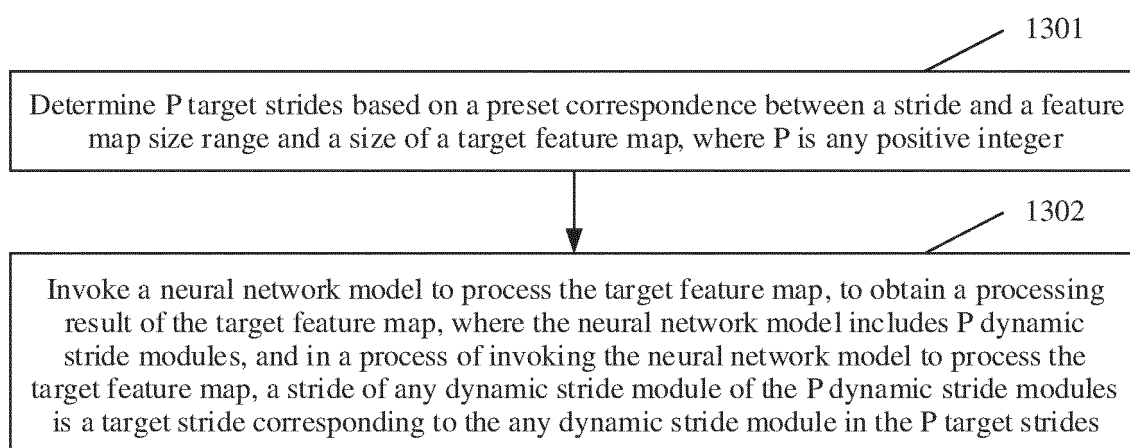 1301
Determine P target strides based on a preset correspondence between a stride and a feature
map size range and a size of a target feature map, where P is any positive integer
1302
Invoke a neural network model to process the target feature map, to obtain a processing
result of the target feature map, where the neural network model includes P dynamic
stride modules, and in a process of invoking the neural network model to process the
target feature map, a stride of any dynamic stride module of the P dynamic stride modules
is a target stride corresponding to the any dynamic stride module in the P target strides